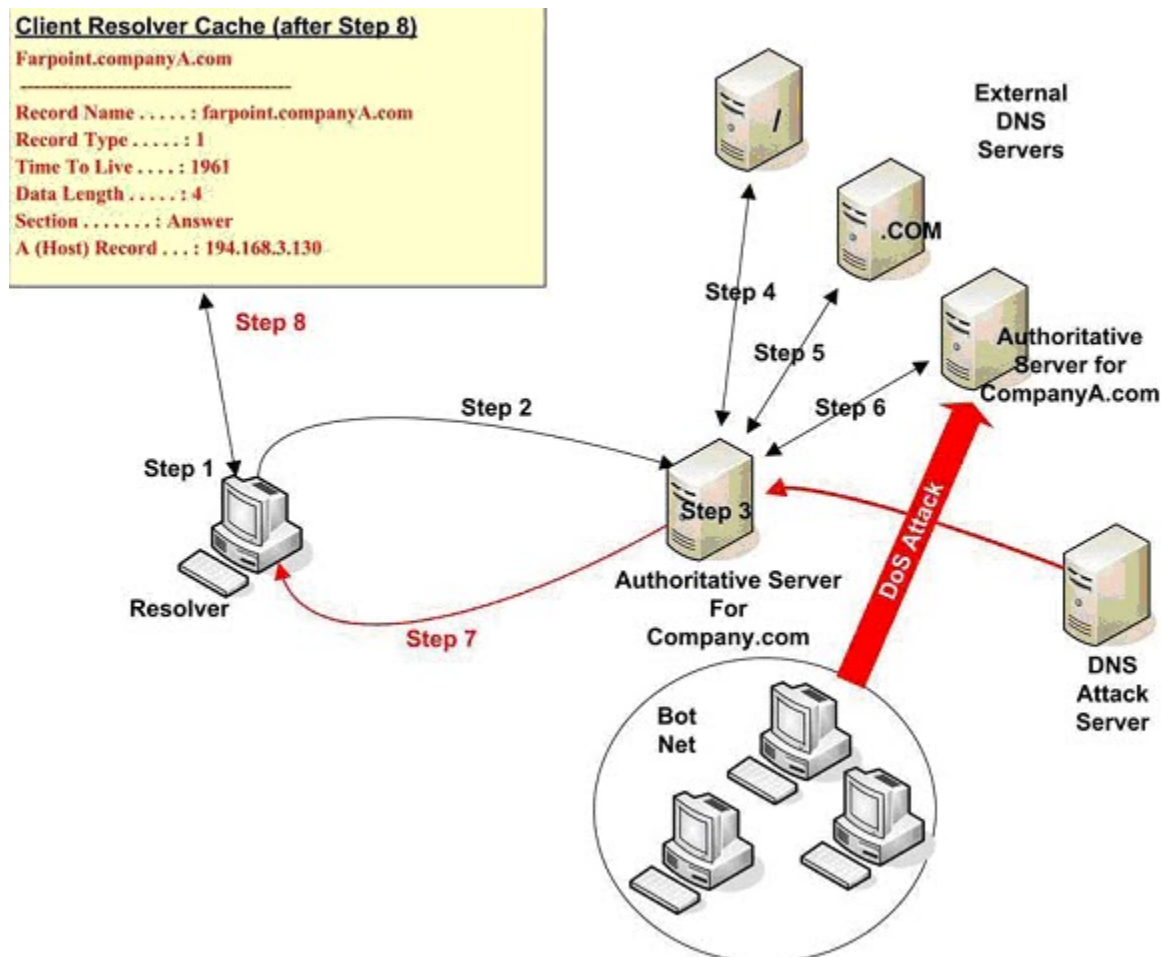 Client Resolver Cache (after Step 8)
Farpoint.companyA.com
----------------------------------------
Record Name . . . . . : farpoint.companyA.com
Record Type . . . . . : 1
Time To Live . . . . : 1961
Data Length . . . . . : 4
Section . . . . . . . : Answer
A (Host) Record . . . : 194.168.3.130
/
External
DNS
Servers
.COM
Step 4
Step 8
Step 5
Authoritative
Server for
CompanyA.com
Step 2
Step 6
Step 1
Step 3
DoS Attack
Resolver
Authoritative Server
For
Company.com
Step 7
DNS
Attack
Server
Bot
Net